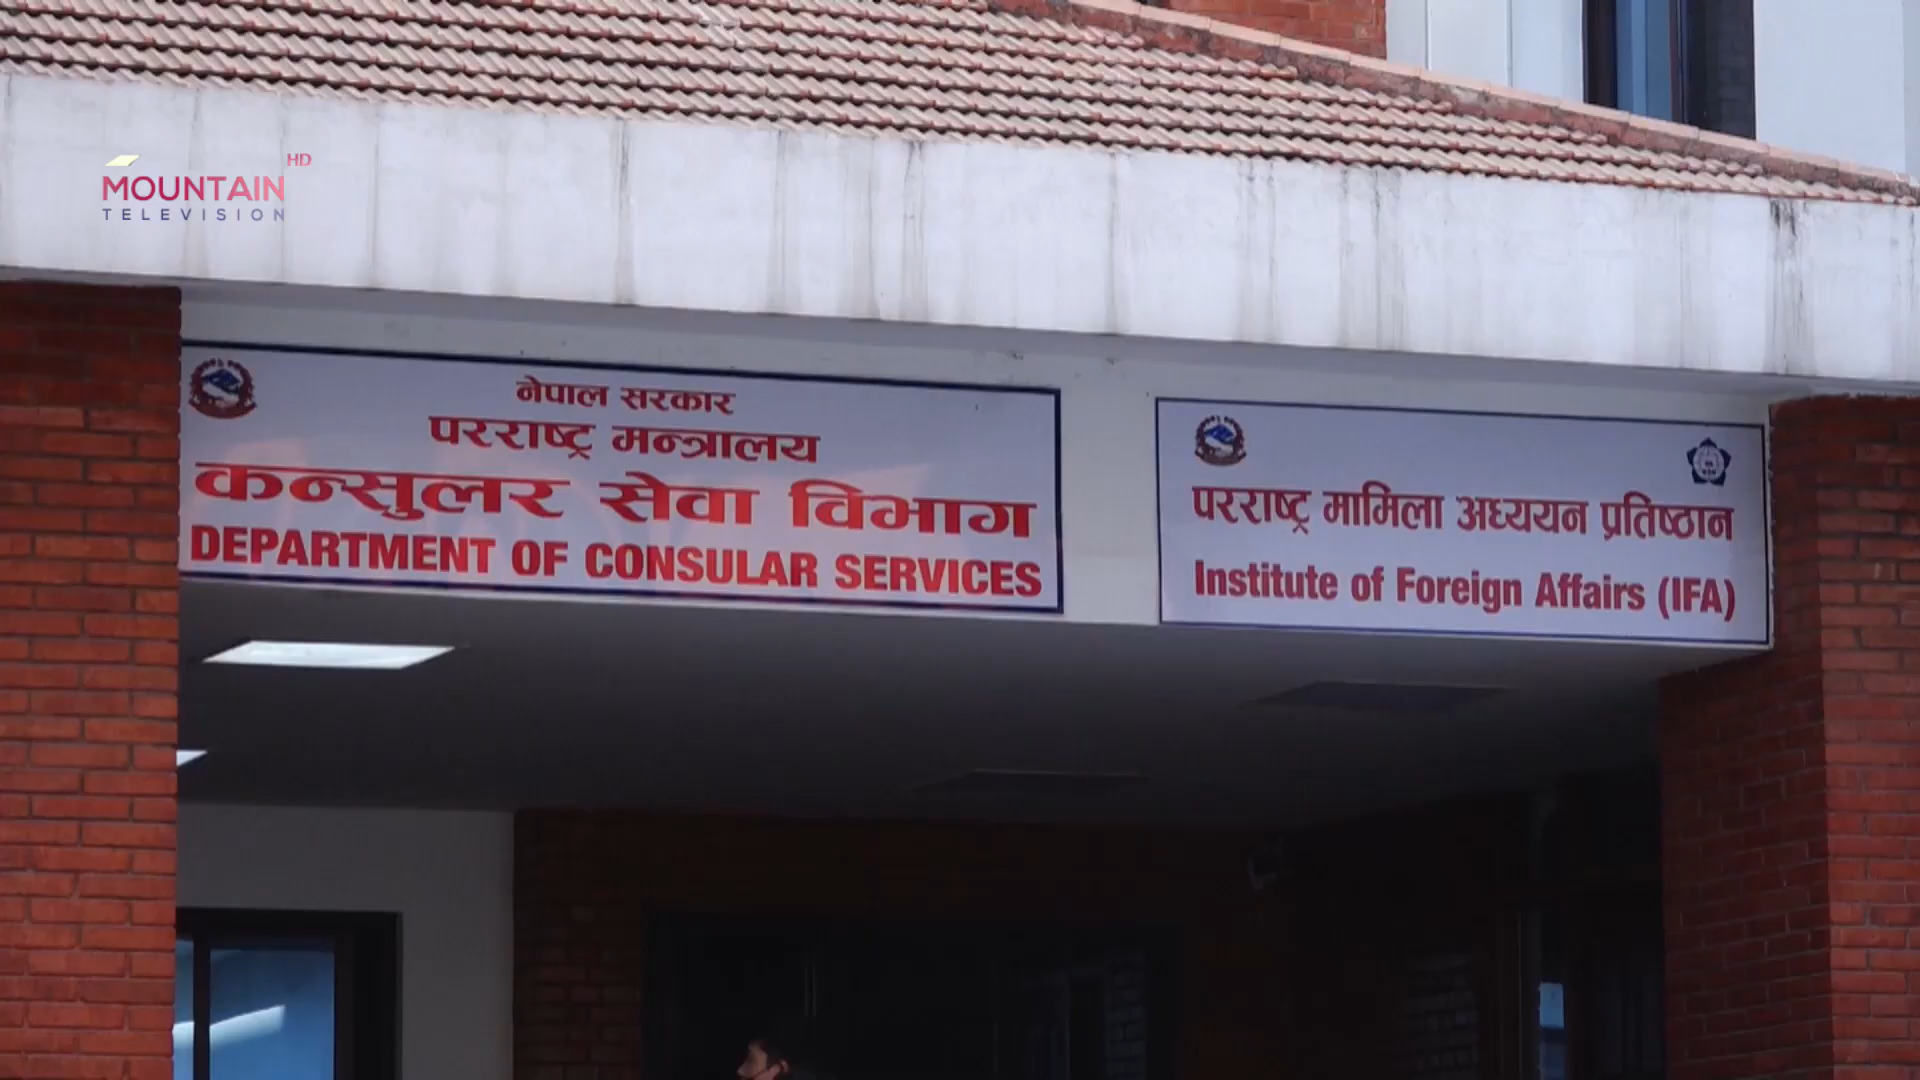 MOUNTAIN HD
TELEVISION
नेपाल सरकार
परराष्ट्र मन्त्रालय
कन्सुलर सेवा विभाग
DEPARTMENT OF CONSULAR SERVICES
परराष्ट्र मामिला अध्ययन प्रतिष्ठान
Institute of Foreign Affairs (IFA)